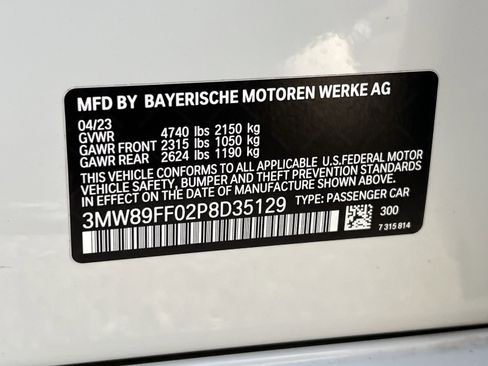 MFD BY BAYERISCHE MOTOREN WERKE AG
04/23
GVWR 4740 lbs 2150 kg
GAWR FRONT 2315 lbs 1050 kg
GAWR REAR 2624 lbs 1190 kg
THIS VEHICLE CONFORMS TO ALL APPLICABLE U.S. FEDERAL MOTOR
VEHICLE SAFETY, BUMPER, AND THEFT PREVENTION STANDARDS
IN EFFECT ON THE DATE OF MANUFACTURE SHOWN ABOVE.
3MW89FF02P8D35129 TYPE: PASSENGER CAR
300
7 315 814